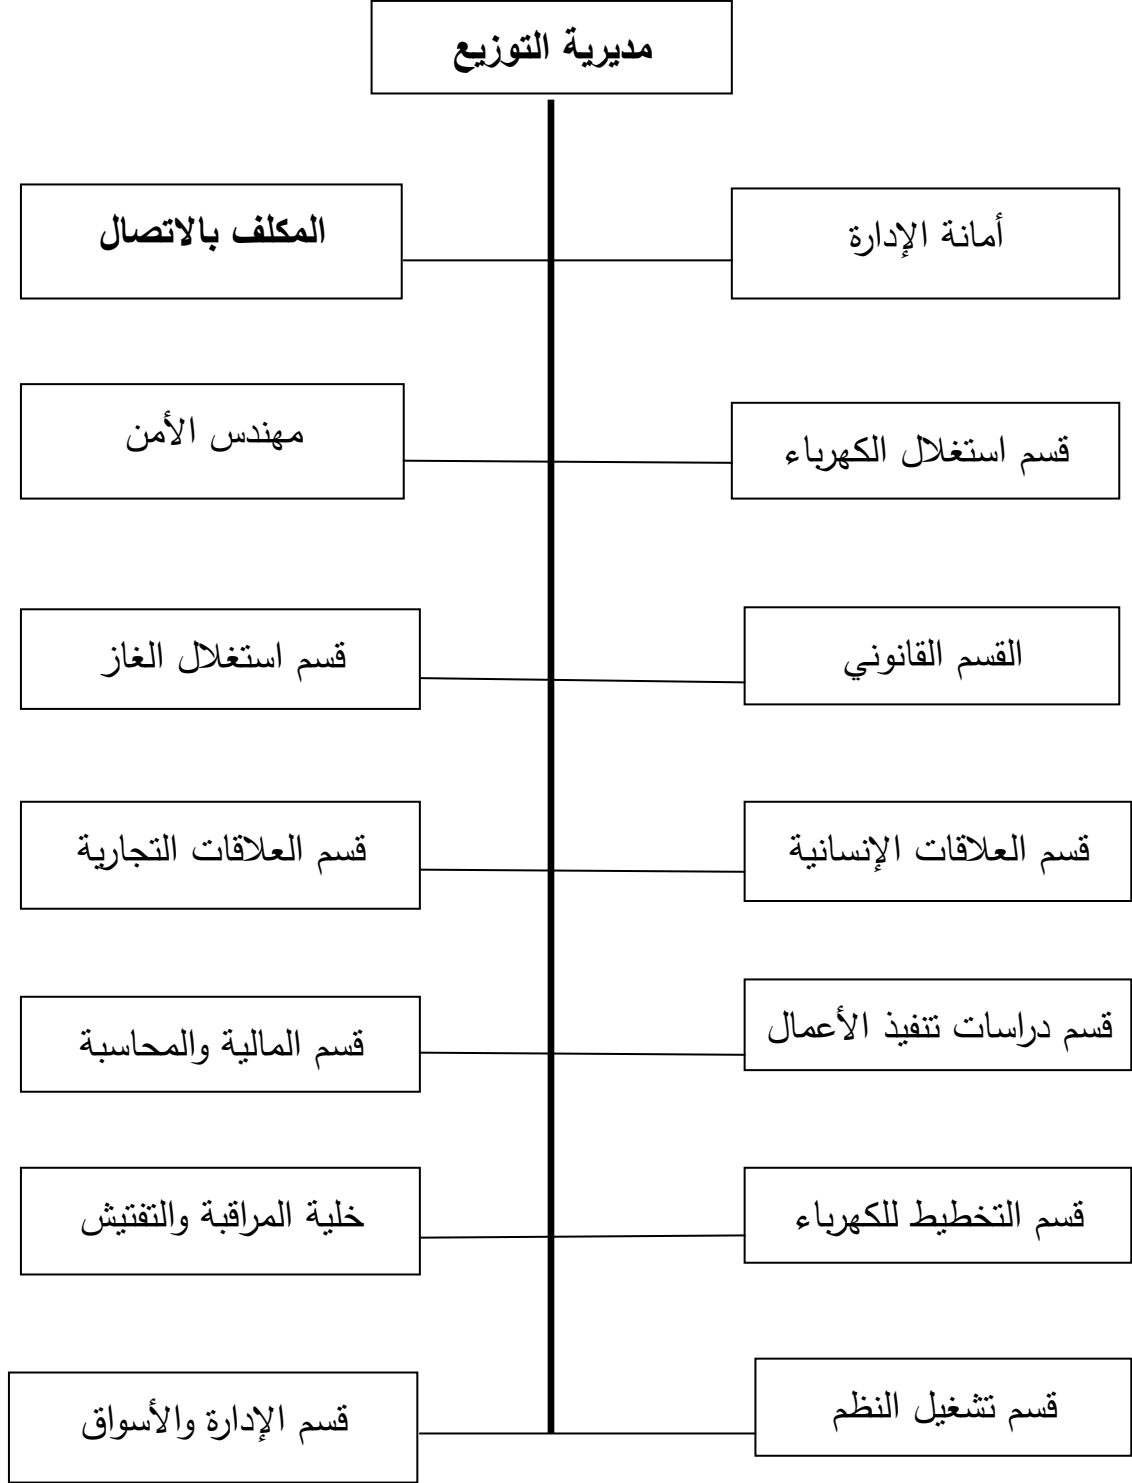 مديرية التوزيع
أمانة الإدارة
المكلف بالاتصال
قسم استغلال الكهرباء
مهندس الأمن
القسم القانوني
قسم استغلال الغاز
قسم العلاقات الإنسانية
قسم العلاقات التجارية
قسم دراسات تنفيذ الأعمال
قسم المالية والمحاسبة
قسم التخطيط للكهرباء
خلية المراقبة والتفتيش
قسم تشغيل النظم
قسم الإدارة والأسواق